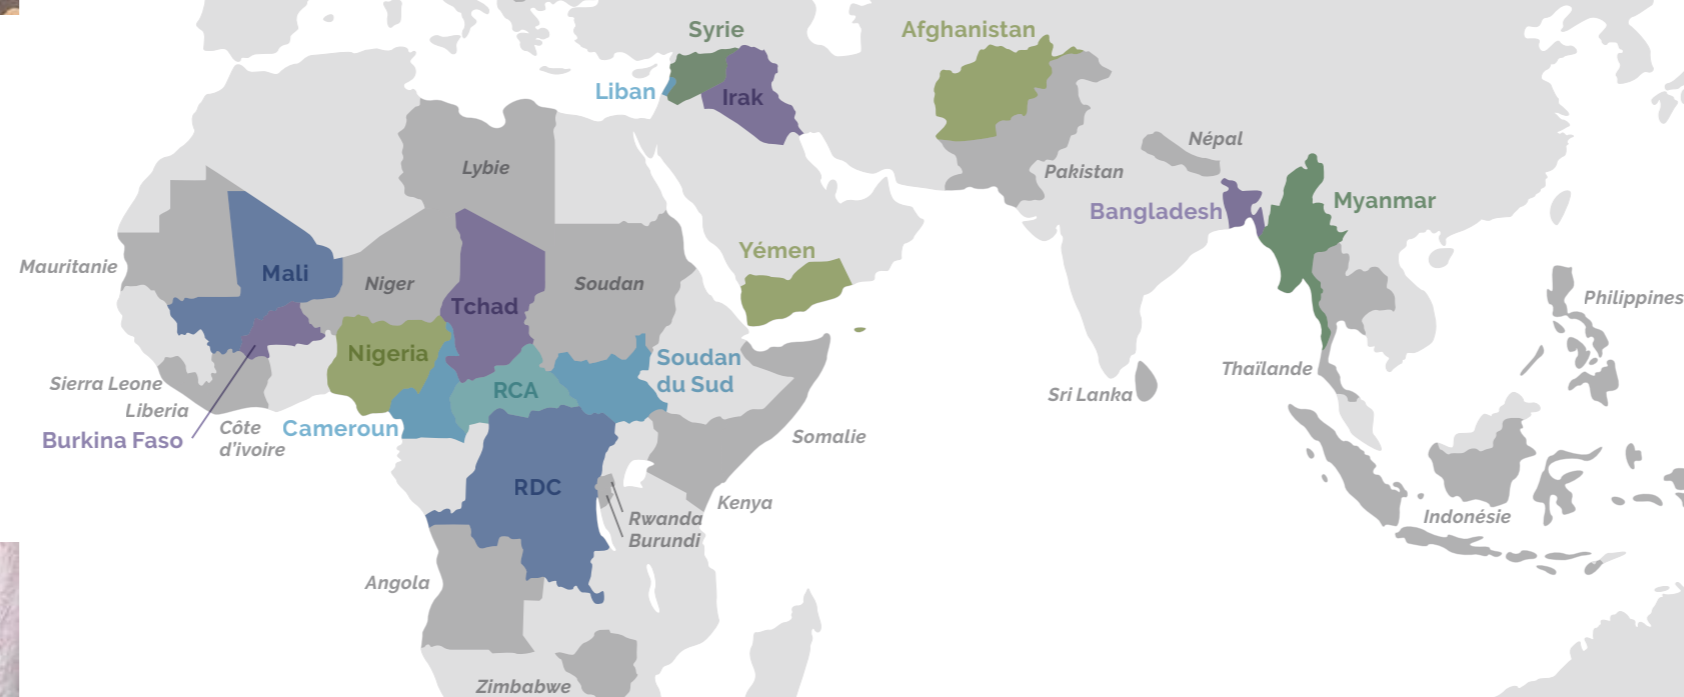 Syrie
Afghanistan
Liban
Irak
Népal
Lybie
Pakistan
Myanmar
Bangladesh
Yémen
Mauritanie
Mali
Niger
Soudan
Philippines
Tchad
Nigeria
Soudan
du Sud
Thaïlande
Sierra Leone
RCA
Sri Lanka
Liberia
Burkina Faso
Côte
d'ivoire
Cameroun
Somalie
RDC
Kenya
Rwanda
Burundi
Indonésie
Angola
Zimbabwe